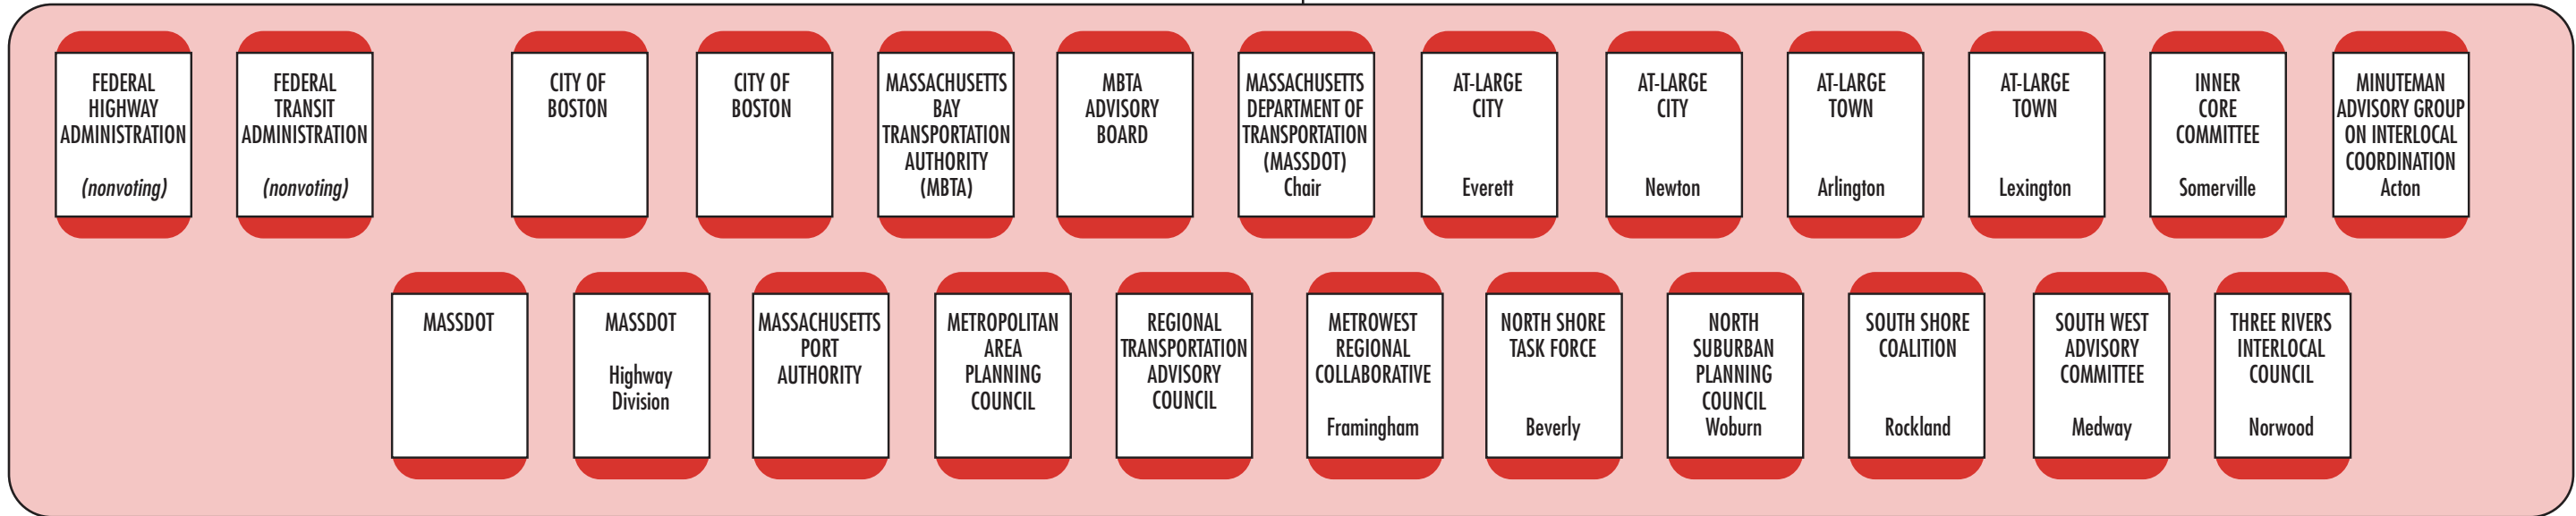 FEDERAL
HIGHWAY
ADMINISTRATION
(nonvoting)
FEDERAL
TRANSIT
ADMINISTRATION
(nonvoting)
CITY OF
BOSTON
CITY OF
BOSTON
MASSACHUSETTS
BAY
TRANSPORTATION
AUTHORITY
(MBTA)
MBTA
ADVISORY
BOARD
MASSACHUSETTS
DEPARTMENT OF
TRANSPORTATION
(MASSDOT)
Chair
AT-LARGE
CITY
Everett
AT-LARGE
CITY
Newton
AT-LARGE
TOWN
Arlington
AT-LARGE
TOWN
Lexington
INNER
CORE
COMMITTEE
Somerville
MINUTEMAN
ADVISORY GROUP
ON INTERLOCAL
COORDINATION
Acton
MASSDOT
MASSDOT
Highway
Division
MASSACHUSETTS
PORT
AUTHORITY
METROPOLITAN
AREA
PLANNING
COUNCIL
REGIONAL
TRANSPORTATION
ADVISORY
COUNCIL
METROWEST
REGIONAL
COLLABORATIVE
Framingham
NORTH SHORE
TASK FORCE
Beverly
NORTH
SUBURBAN
PLANNING
COUNCIL
Woburn
SOUTH SHORE
COALITION
Rockland
SOUTH WEST
ADVISORY
COMMITTEE
Medway
THREE RIVERS
INTERLOCAL
COUNCIL
Norwood